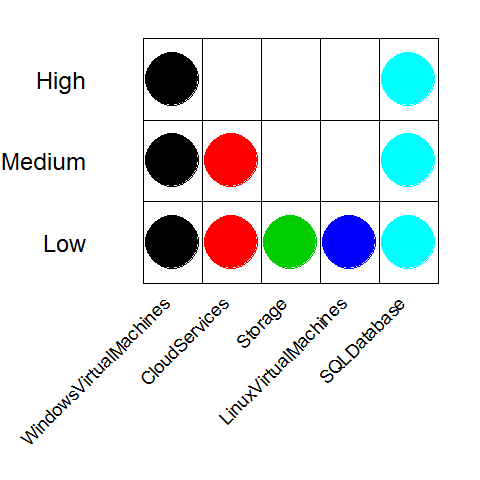 High
Medium
Low
WindowsVirtualMachines
CloudServices
Storage
LinuxVirtualMachines
SQLDatabase